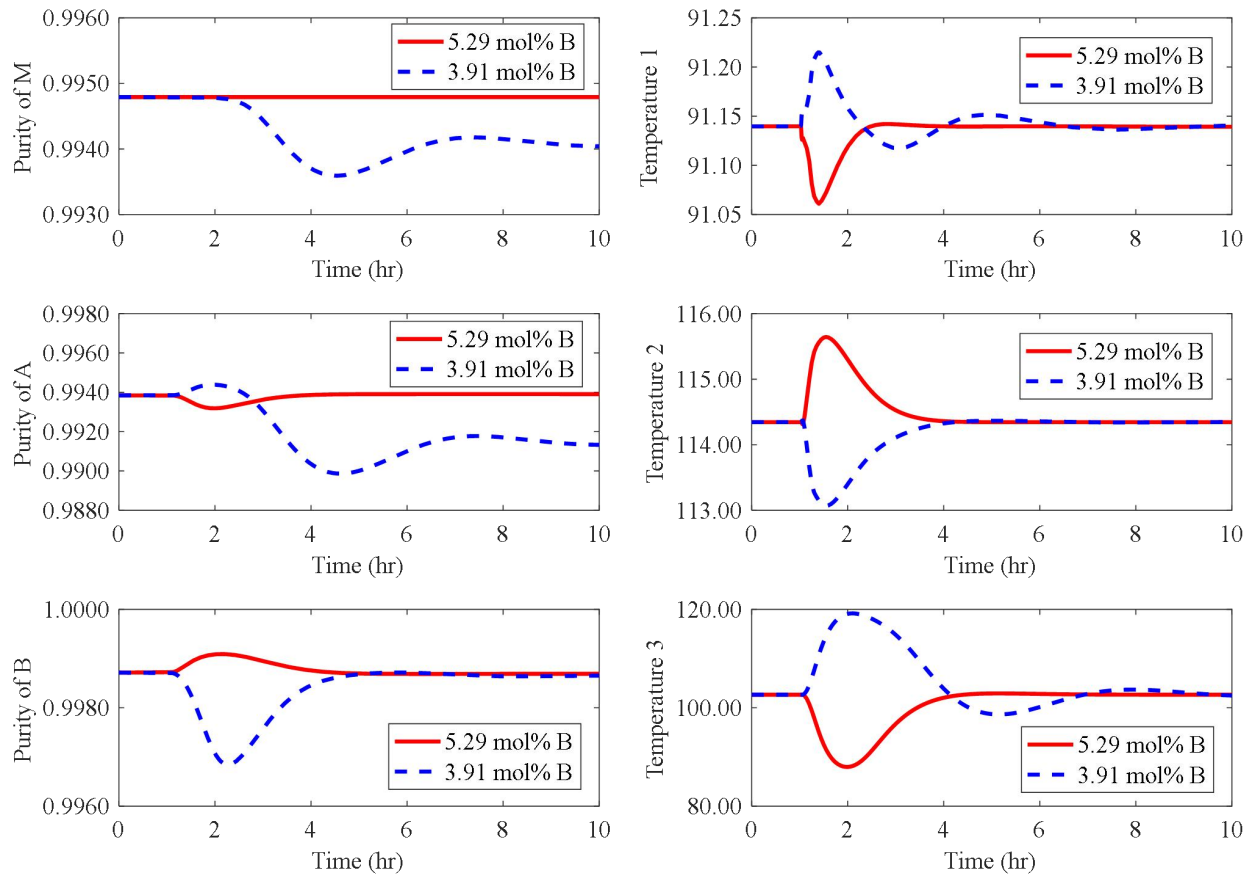 0.9960
0.9950
0.9940
0.9930
Purity of M
5.29 mol% B
3.91 mol% B
0 2 4 6 8 10
Time (hr)
91.25
91.20
91.15
91.10
91.05
Temperature 1
5.29 mol% B
3.91 mol% B
0 2 4 6 8 10
Time (hr)
0.9980
0.9960
0.9940
0.9920
0.9900
0.9880
Purity of A
5.29 mol% B
3.91 mol% B
0 2 4 6 8 10
Time (hr)
116.00
115.00
114.00
113.00
Temperature 2
5.29 mol% B
3.91 mol% B
0 2 4 6 8 10
Time (hr)
1.0000
0.9980
0.9960
Purity of B
5.29 mol% B
3.91 mol% B
0 2 4 6 8 10
Time (hr)
120.00
100.00
80.00
Temperature 3
5.29 mol% B
3.91 mol% B
0 2 4 6 8 10
Time (hr)